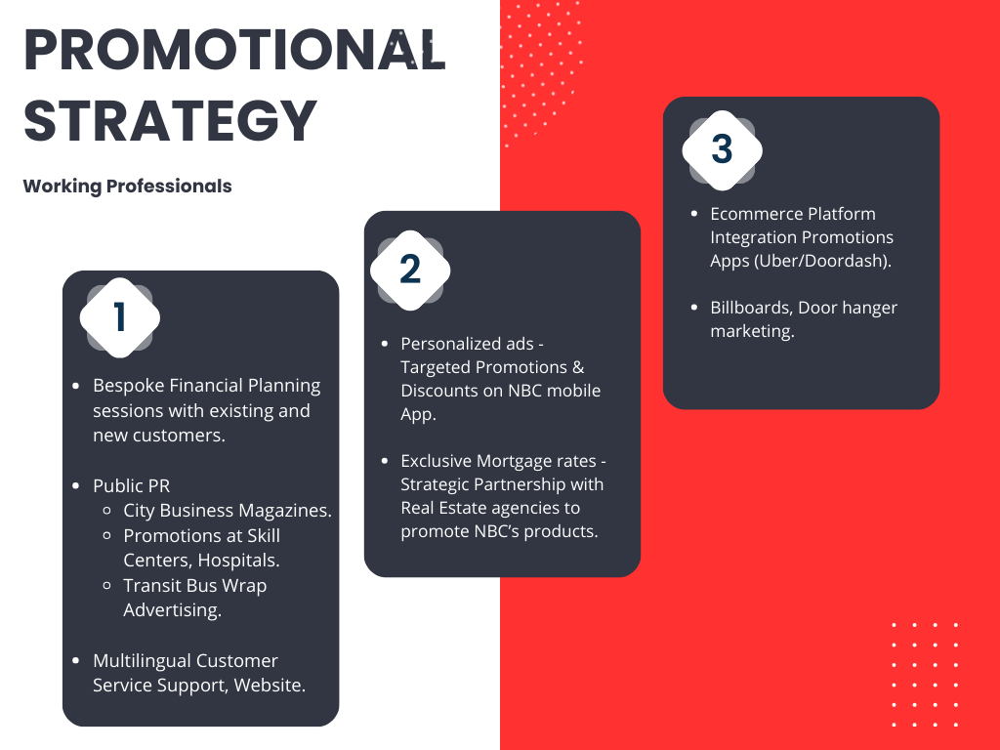 PROMOTIONAL
STRATEGY
Working Professionals
1
• Bespoke Financial Planning
sessions with existing and
new customers.
• Public PR
◦ City Business Magazines.
◦ Promotions at Skill
Centers, Hospitals.
◦ Transit Bus Wrap
Advertising.
• Multilingual Customer
Service Support, Website.
2
• Personalized ads -
Targeted Promotions &
Discounts on NBC mobile
App.
• Exclusive Mortgage rates -
Strategic Partnership with
Real Estate agencies to
promote NBC’s products.
3
• Ecommerce Platform
Integration Promotions
Apps (Uber/Doordash).
• Billboards, Door hanger
marketing.